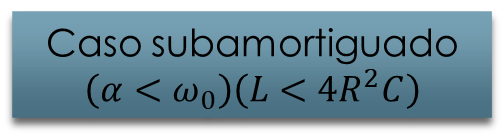 Caso subamortiguado
(𝛼 < 𝜔₀)(𝐿 < 4𝑅²𝐶)